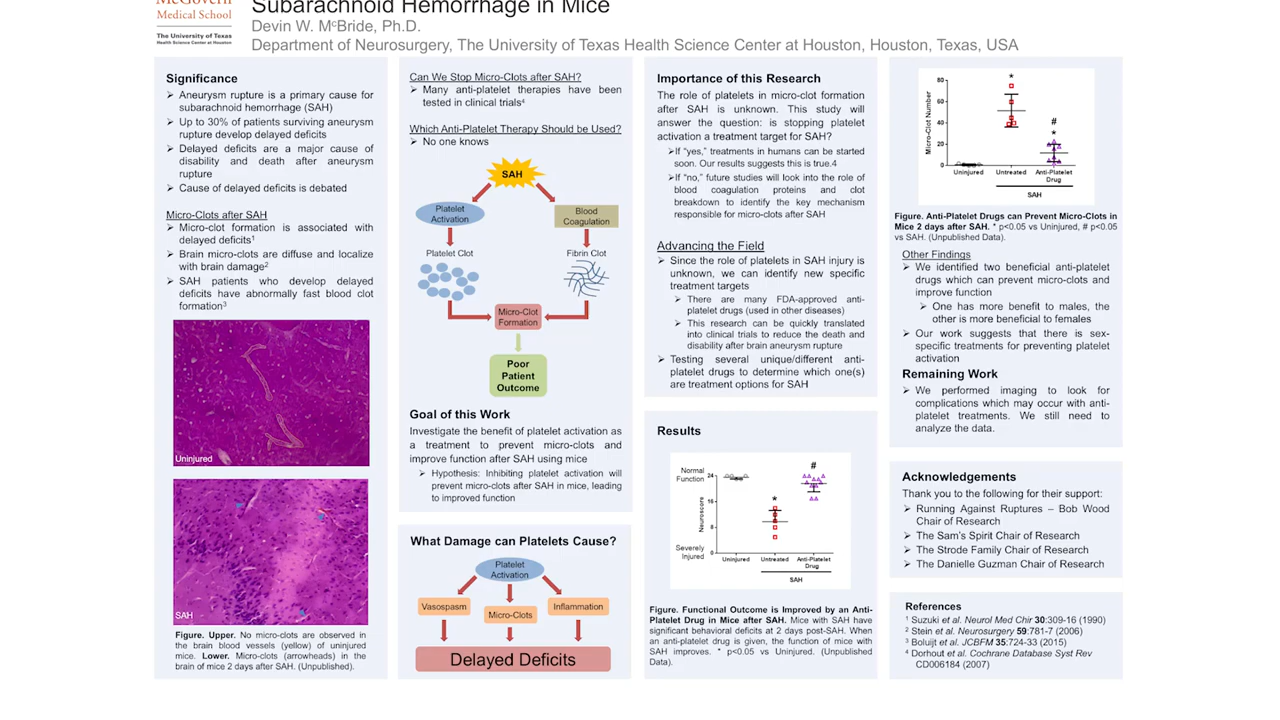 McGovern
Medical School
The University of Texas
Health Science Center at Houston
Subarachnoid Hemorrhage in Mice
Devin W. McBride, Ph.D.
Department of Neurosurgery, The University of Texas Health Science Center at Houston, Houston, Texas, USA
Significance
➢ Aneurysm rupture is a primary cause for
subarachnoid hemorrhage (SAH)
➢ Up to 30% of patients surviving aneurysm
rupture develop delayed deficits
➢ Delayed deficits are a major cause of
disability and death after aneurysm
rupture
➢ Cause of delayed deficits is debated
Micro-Clots after SAH
➢ Micro-clot formation is associated with
delayed deficits¹
➢ Brain micro-clots are diffuse and localize
with brain damage²
➢ SAH patients who develop delayed
deficits have abnormally fast blood clot
formation³
Uninjured
SAH
Figure. Upper. No micro-clots are observed in
the brain blood vessels (yellow) of uninjured
mice. Lower. Micro-clots (arrowheads) in the
brain of mice 2 days after SAH. (Unpublished).
Can We Stop Micro-Clots after SAH?
➢ Many anti-platelet therapies have been
tested in clinical trials⁴
Which Anti-Platelet Therapy Should be Used?
➢ No one knows
SAH
Platelet
Activation
Blood
Coagulation
Platelet Clot
Fibrin Clot
Micro-Clot
Formation
Poor
Patient
Outcome
Goal of this Work
Investigate the benefit of platelet activation as
a treatment to prevent micro-clots and
improve function after SAH using mice
➢ Hypothesis: Inhibiting platelet activation will
prevent micro-clots after SAH in mice, leading
to improved function
What Damage can Platelets Cause?
Platelet
Activation
Vasospasm
Micro-Clots
Inflammation
Delayed Deficits
Importance of this Research
The role of platelets in micro-clot formation
after SAH is unknown. This study will
answer the question: is stopping platelet
activation a treatment target for SAH?
➢If “yes,” treatments in humans can be started
soon. Our results suggests this is true.4
➢If “no,” future studies will look into the role of
blood coagulation proteins and clot
breakdown to identify the key mechanism
responsible for micro-clots after SAH
Advancing the Field
➢ Since the role of platelets in SAH injury is
unknown, we can identify new specific
treatment targets
➢ There are many FDA-approved anti-
platelet drugs (used in other diseases)
➢ This research can be quickly translated
into clinical trials to reduce the death and
disability after brain aneurysm rupture
➢ Testing several unique/different anti-
platelet drugs to determine which one(s)
are treatment options for SAH
Results
Normal
Function
24
16
8
0
Neuroscore
Severely
Injured
*
#
Uninjured
Untreated
Anti-Platelet
Drug
SAH
Figure. Functional Outcome is Improved by an Anti-
Platelet Drug in Mice after SAH. Mice with SAH have
significant behavioral deficits at 2 days post-SAH. When
an anti-platelet drug is given, the function of mice with
SAH improves. * p<0.05 vs Uninjured. (Unpublished
Data).
80
60
40
20
0
Micro-Clot Number
*
#
*
Uninjured
Untreated
Anti-Platelet
Drug
SAH
Figure. Anti-Platelet Drugs can Prevent Micro-Clots in
Mice 2 days after SAH. * p<0.05 vs Uninjured, # p<0.05
vs SAH. (Unpublished Data).
Other Findings
➢ We identified two beneficial anti-platelet
drugs which can prevent micro-clots and
improve function
➢ One has more benefit to males, the
other is more beneficial to females
➢ Our work suggests that there is sex-
specific treatments for preventing platelet
activation
Remaining Work
➢ We performed imaging to look for
complications which may occur with anti-
platelet treatments. We still need to
analyze the data.
Acknowledgements
Thank you to the following for their support:
➢ Running Against Ruptures – Bob Wood
Chair of Research
➢ The Sam’s Spirit Chair of Research
➢ The Strode Family Chair of Research
➢ The Danielle Guzman Chair of Research
References
¹ Suzuki et al. Neurol Med Chir 30:309-16 (1990)
² Stein et al. Neurosurgery 59:781-7 (2006)
³ Boluijt et al. JCBFM 35:724-33 (2015)
⁴ Dorhout et al. Cochrane Database Syst Rev
CD006184 (2007)